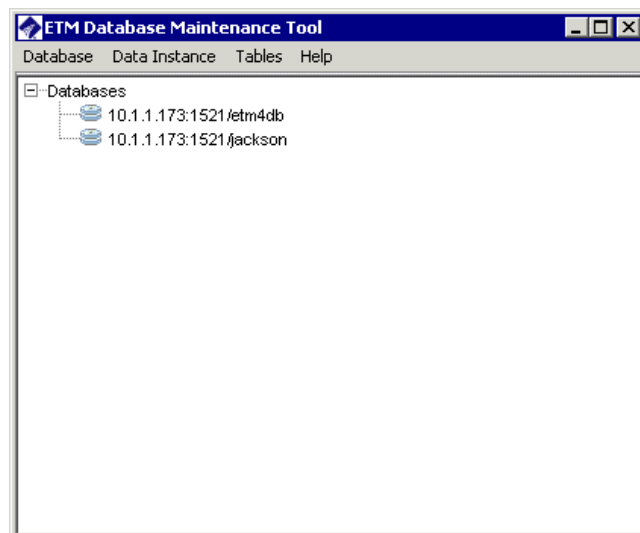 ETM Database Maintenance Tool
Database Data Instance Tables Help
Databases
10.1.1.173:1521/etm4db
10.1.1.173:1521/jackson